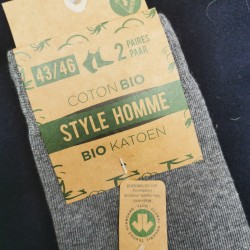 43/46
2 PAIRES
PAAR
COTON BIO
STYLE HOMME
BIO KATOEN